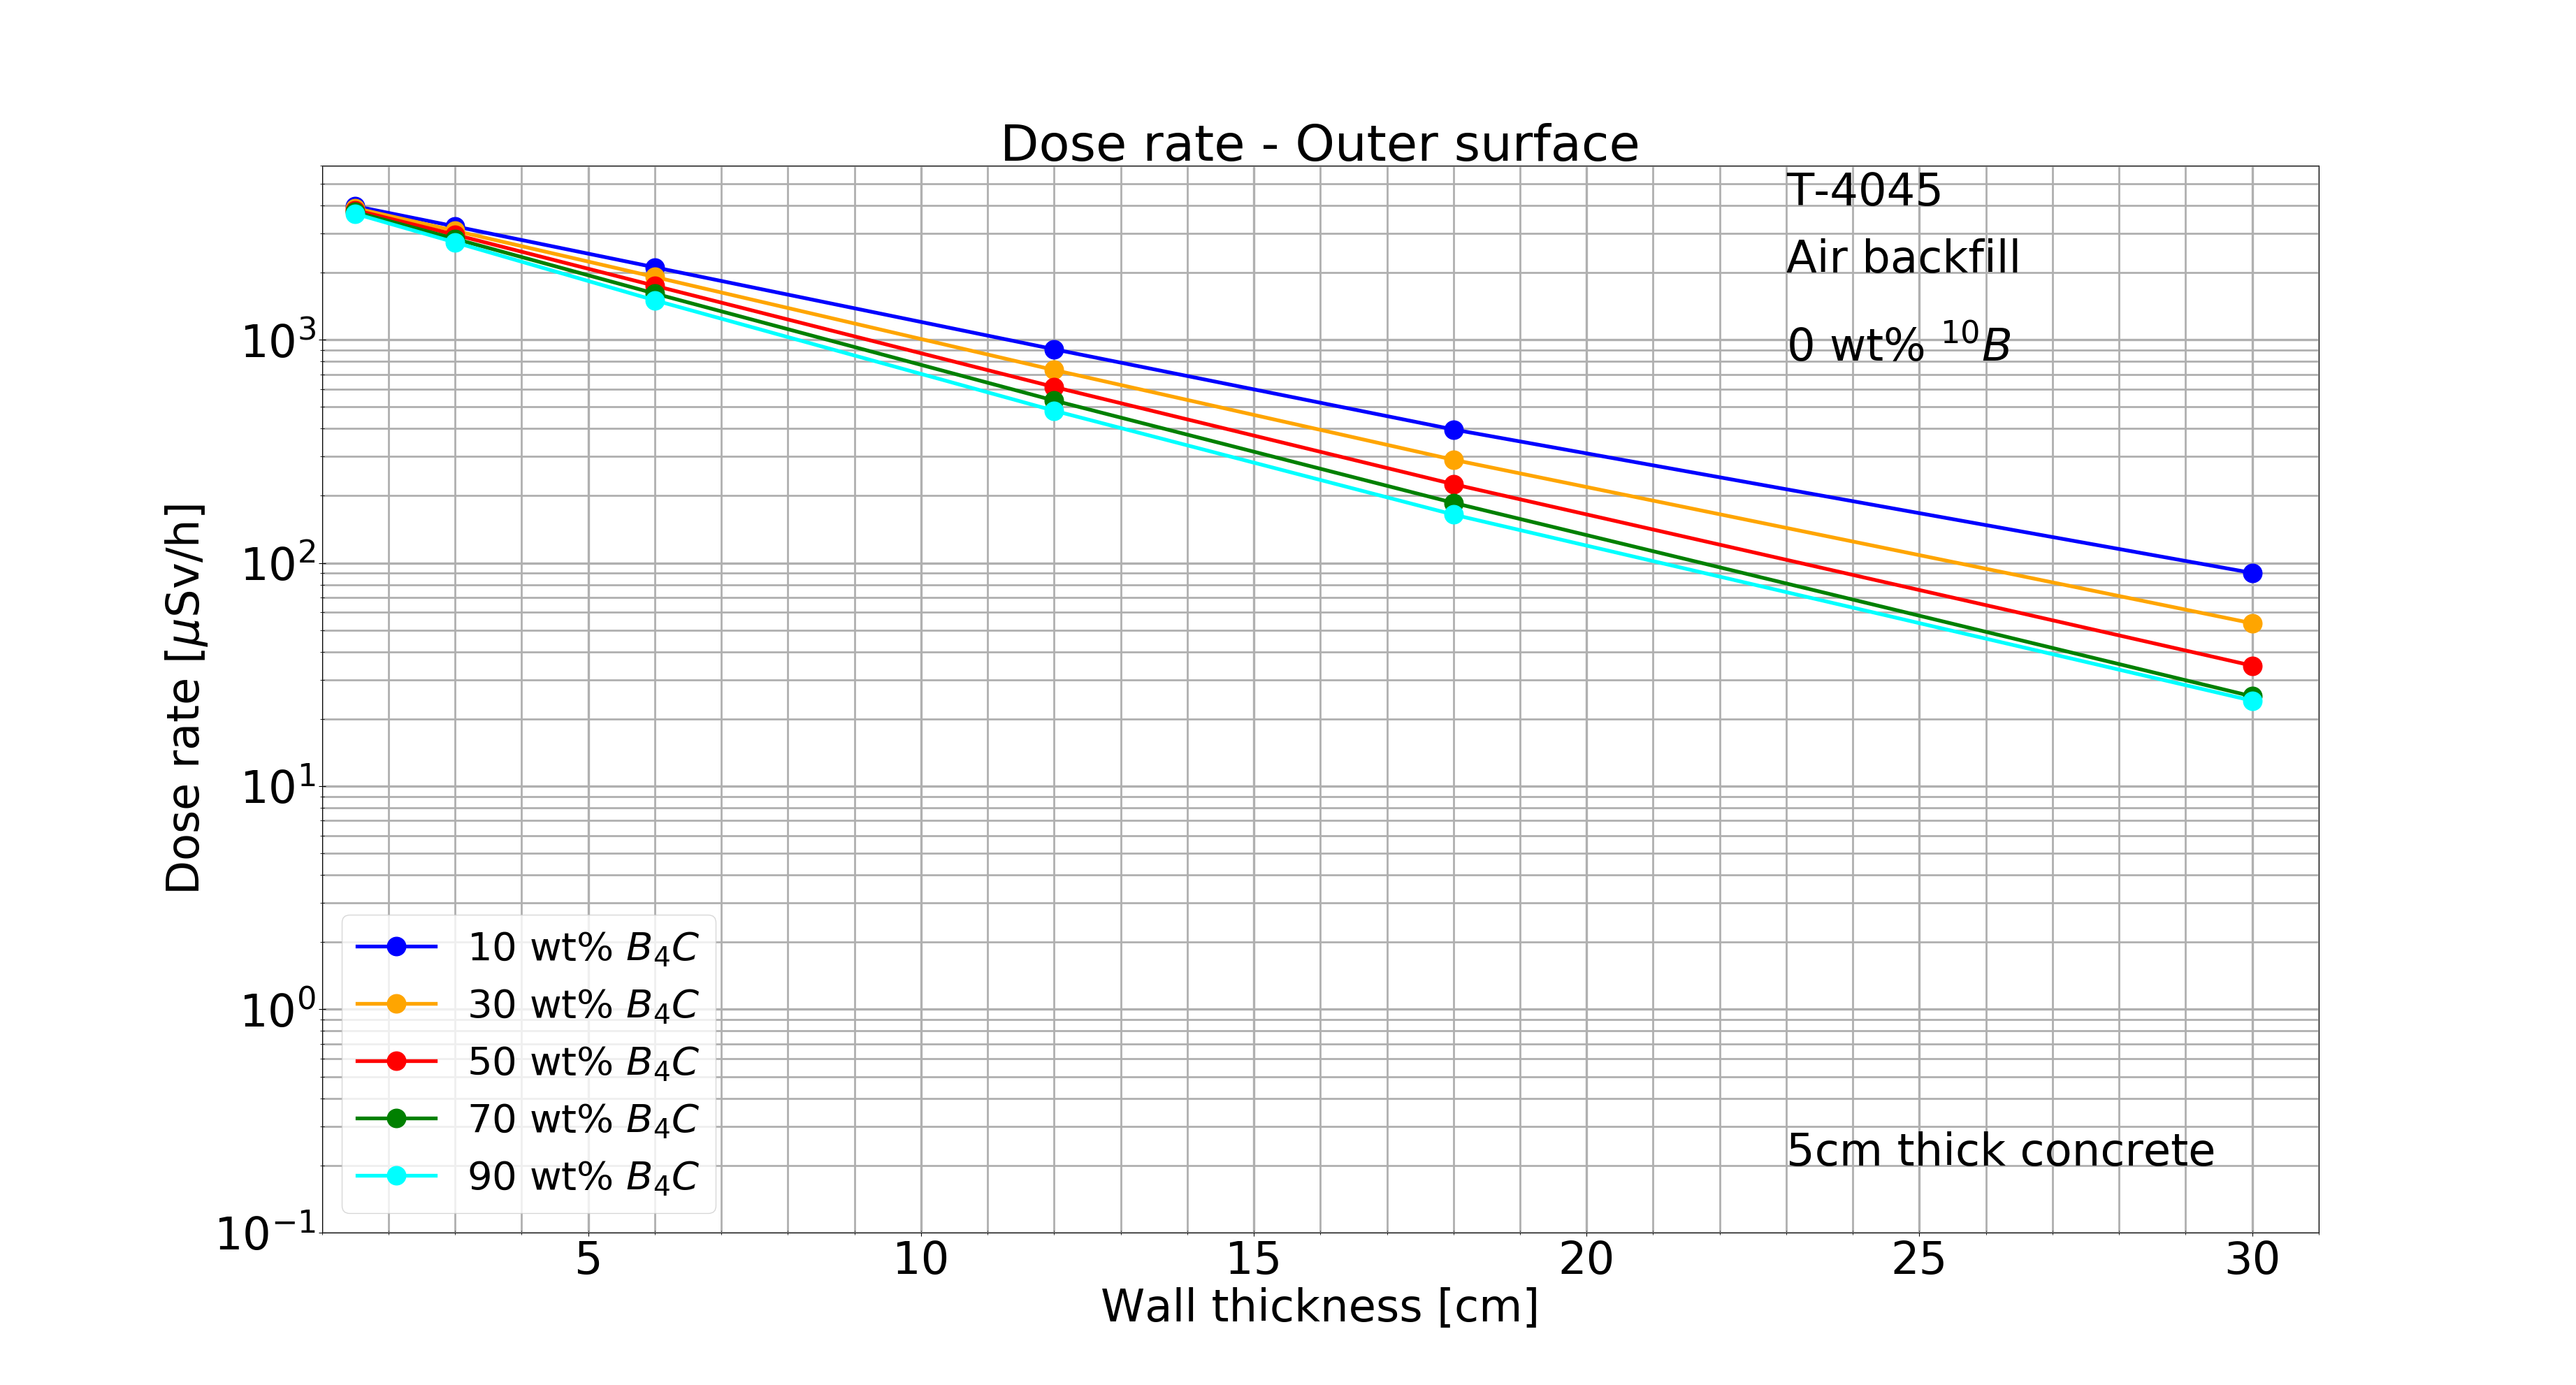 Dose rate - Outer surface
T-4045
Air backfill
0 wt% ¹⁰B
10³
10²
10¹
10⁰
10⁻¹
Dose rate [μSv/h]
10 wt% B₄C
30 wt% B₄C
50 wt% B₄C
70 wt% B₄C
90 wt% B₄C
5cm thick concrete
5 10 15 20 25 30
Wall thickness [cm]